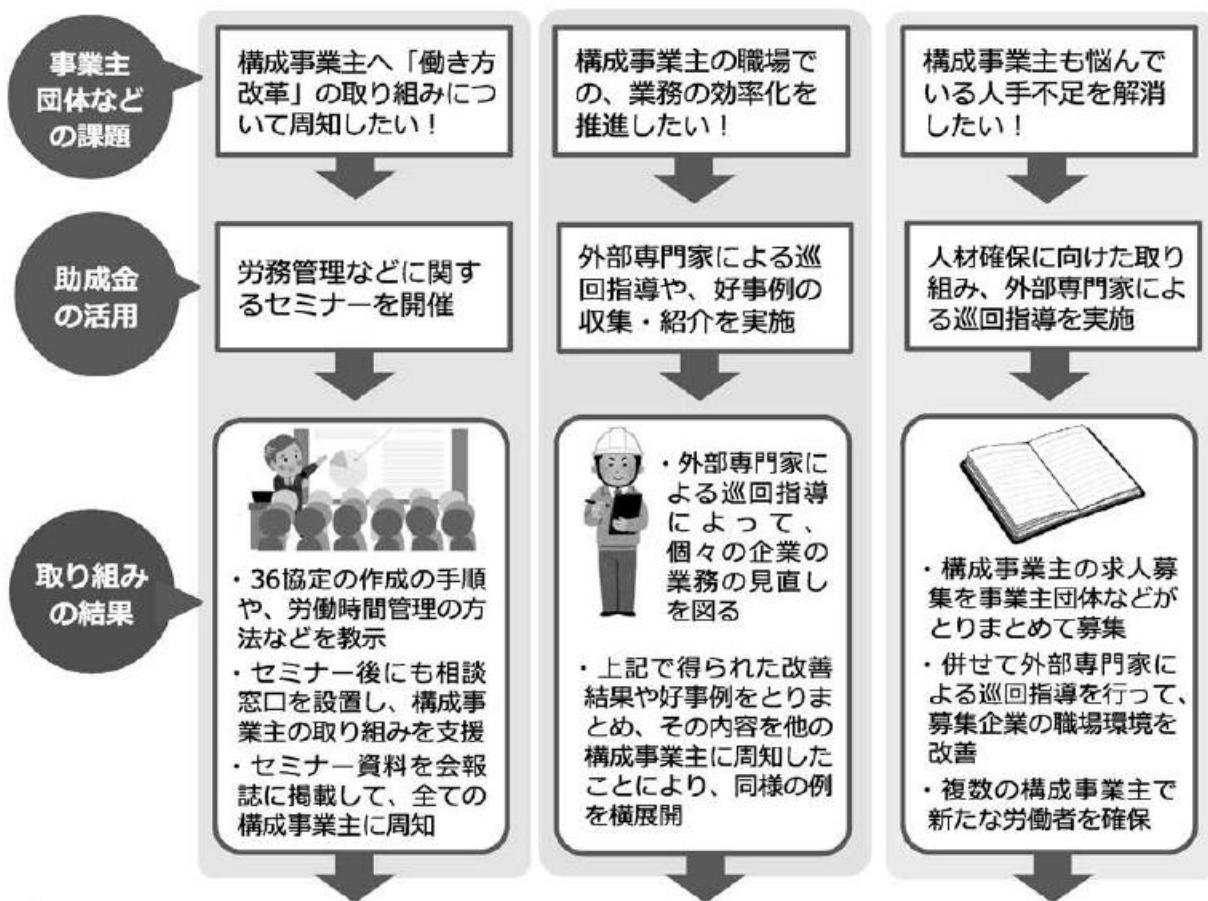 事業主
団体など
の課題
構成事業主へ「働き方
改革」の取り組みにつ
いて周知したい！
構成事業主の職場で
の、業務の効率化を
推進したい！
構成事業主も悩んで
いる人手不足を解消
したい！
助成金
の活用
労務管理などに関す
るセミナーを開催
外部専門家による巡
回指導や、好事例の
収集・紹介を実施
人材確保に向けた取り
組み、外部専門家によ
る巡回指導を実施
取り組み
の結果
・36協定の作成の手順
や、労働時間管理の方
法などを教示
・セミナー後にも相談
窓口を設置し、構成事
業主の取り組みを支援
・セミナー資料を会報
誌に掲載して、全ての
構成事業主に周知
・外部専門家に
よる巡回指導
によって、
個々の企業の
業務の見直し
を図る
・上記で得られた改善
結果や好事例をとりま
とめ、その内容を他の
構成事業主に周知した
ことにより、同様の例
を横展開
・構成事業主の求人募
集を事業主団体などが
とりまとめて募集
・併せて外部専門家に
よる巡回指導を行って、
募集企業の職場環境を
改善
・複数の構成事業主で
新たな労働者を確保